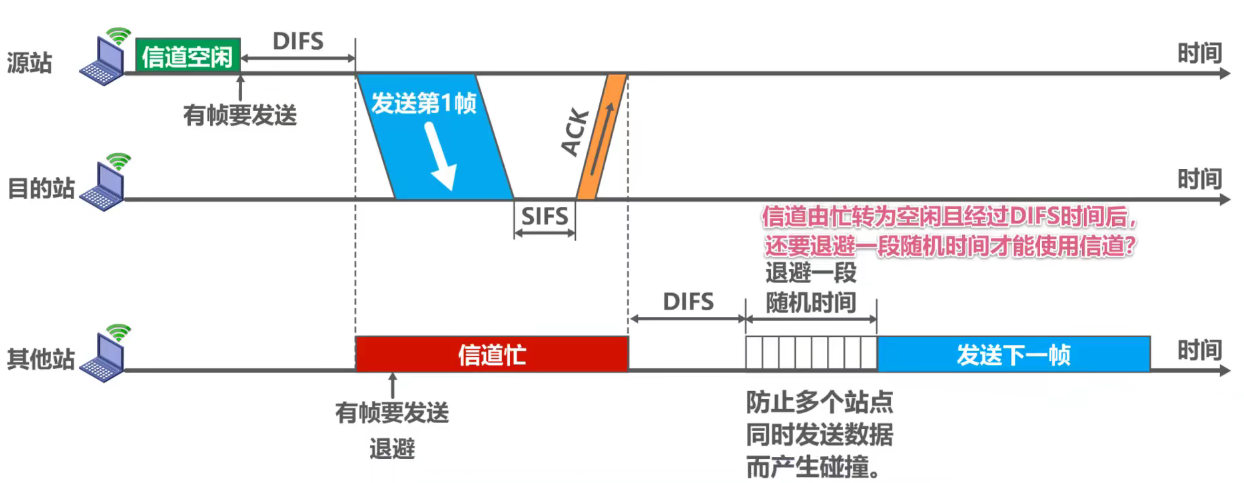 源站
信道空闲
DIFS
时间
有帧要发送
发送第1帧
ACK
目的站
时间
SIFS
信道由忙转为空闲且经过DIFS时间后，
还要退避一段随机时间才能使用信道？
退避一段
随机时间
DIFS
其他站
信道忙
发送下一帧
时间
有帧要发送
退避
防止多个站点
同时发送数据
而产生碰撞。